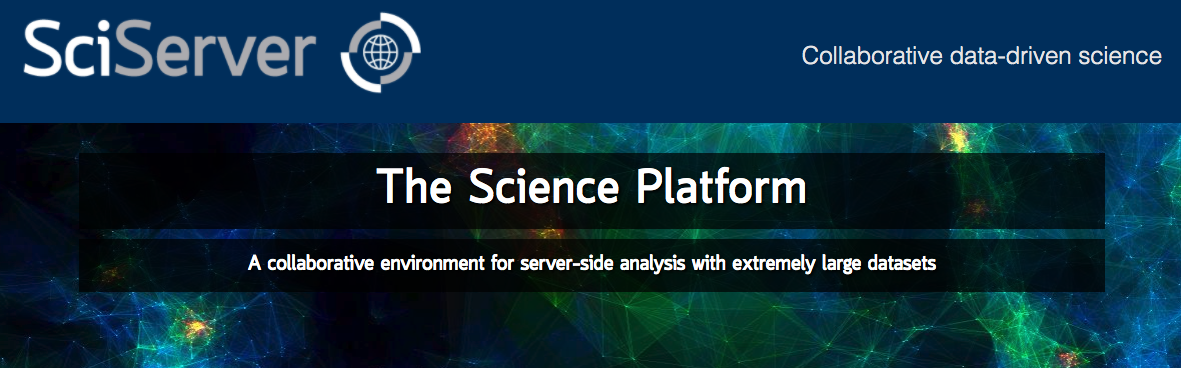 SciServer
Collaborative data-driven science
The Science Platform
A collaborative environment for server-side analysis with extremely large datasets